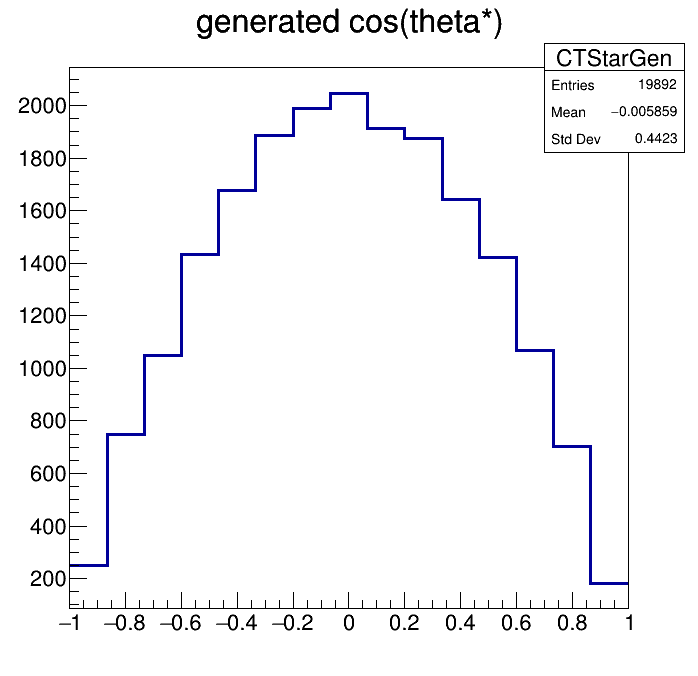 generated cos(theta*)
CTStarGen
Entries 19892
Mean −0.005859
Std Dev 0.4423
2000
1800
1600
1400
1200
1000
800
600
400
200
−1 −0.8 −0.6 −0.4 −0.2 0 0.2 0.4 0.6 0.8 1